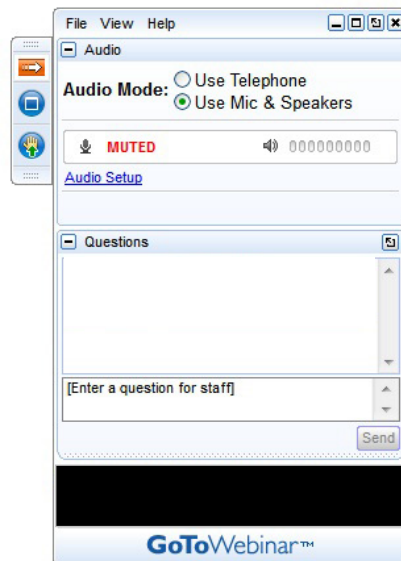 File View Help
Audio
Audio Mode: Use Telephone
Use Mic & Speakers
MUTED 000000000
Audio Setup
Questions
[Enter a question for staff]
Send
GoToWebinar™